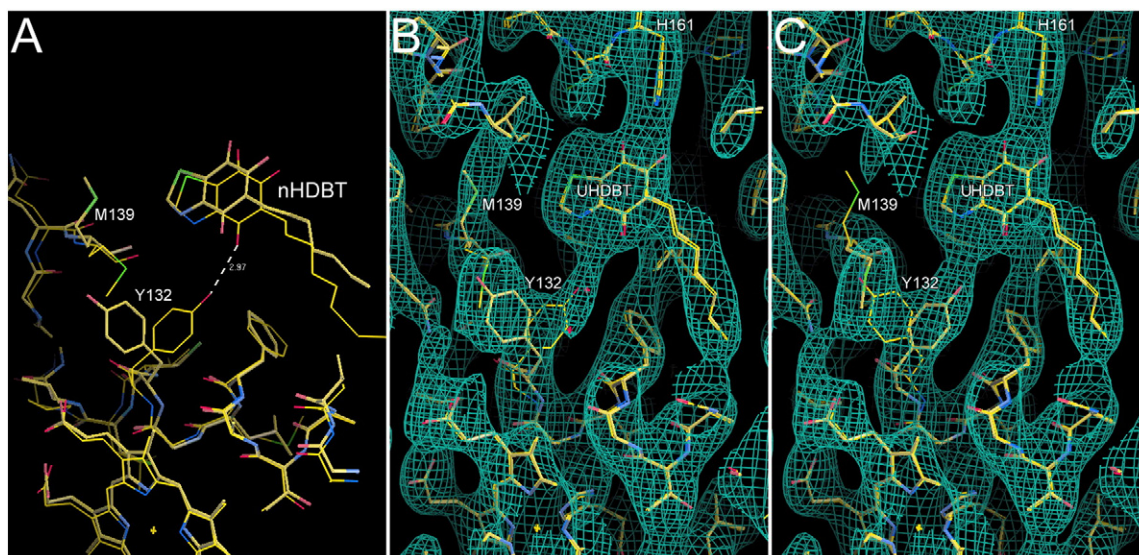 A
nHDBT
M139
2.97
Y132
B
H161
UHDBT
M139
Y132
C
H161
UHDBT
M139
Y132